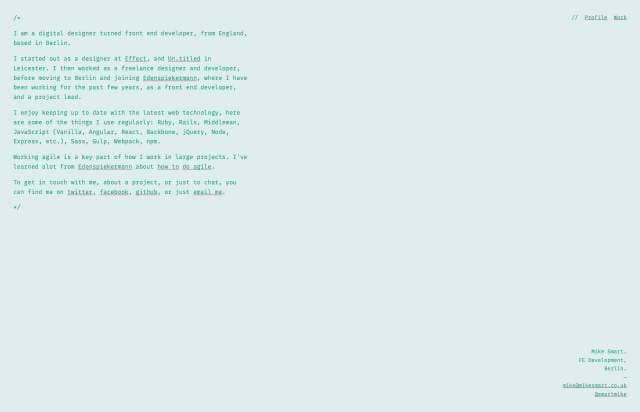 /*
// Profile Work
I am a digital designer turned front end developer, from England,
based in Berlin.
I started out as a designer at Effect, and Un.titled in
Leicester. I then worked as a freelance designer and developer,
before moving to Berlin and joining Edenspiekermann, where I have
been working for the past few years, as a front end developer,
and a project lead.
I enjoy keeping up to date with the latest web technology, here
are some of the things I use regularly: Ruby, Rails, Middleman,
JavaScript [Vanilla, Angular, React, Backbone, jQuery, Node,
Express, etc.], Sass, Gulp, Webpack, npm.
Working agile is a key part of how I work in large projects. I've
learned alot from Edenspiekermann about how to do agile.
To get in touch with me, about a project, or just to chat, you
can find me on twitter, facebook, github, or just email me.
*/
Mike Smart.
FE Development,
Berlin.
—
mike@mikesmart.co.uk
@smartmike